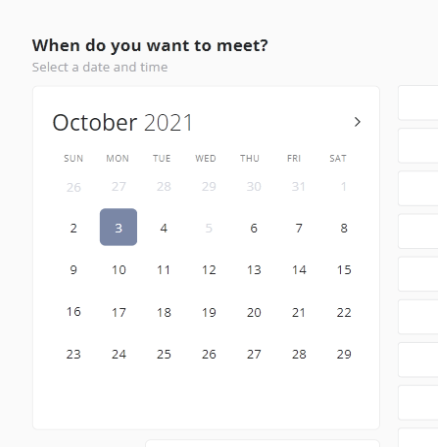 When do you want to meet?
Select a date and time
October 2021
SUN MON TUE WED THU FRI SAT
26 27 28 29 30 31 1
2 3 4 5 6 7 8
9 10 11 12 13 14 15
16 17 18 19 20 21 22
23 24 25 26 27 28 29